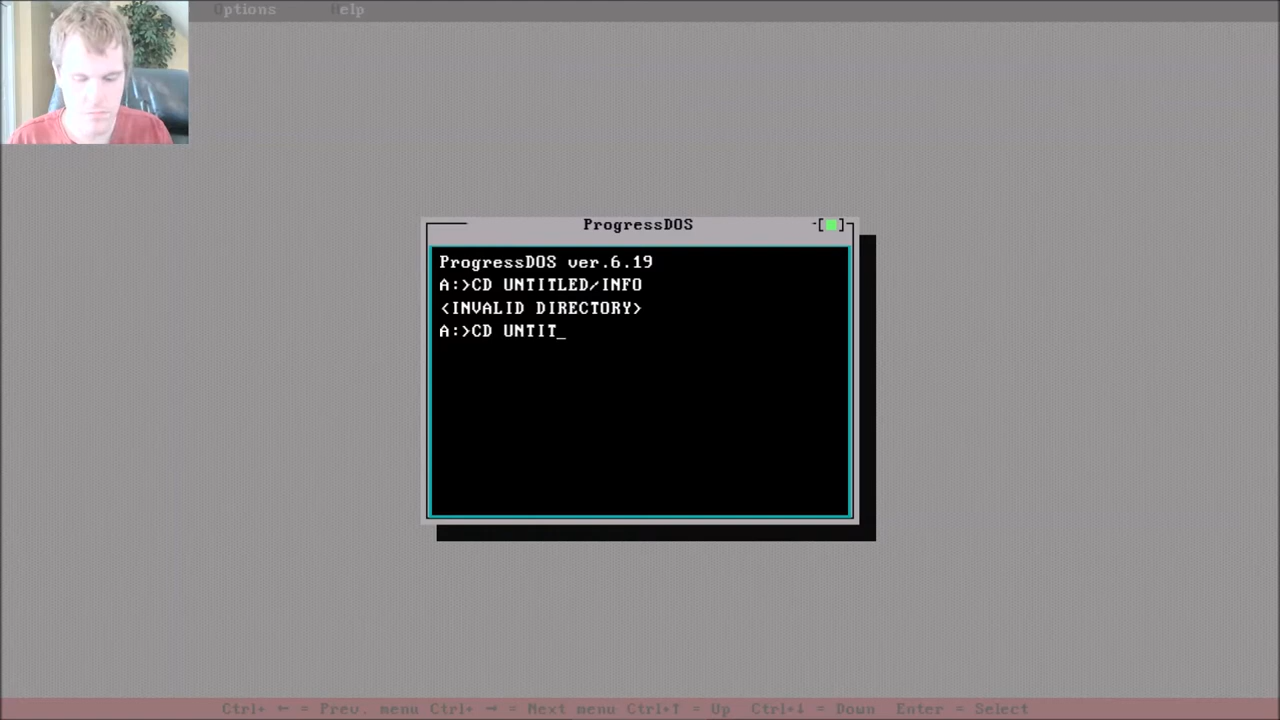 Options Help
ProgressDOS
ProgressDOS ver.6.19
A:>CD UNTITLED/INFO
<INVALID DIRECTORY>
A:>CD UNTIT_
Ctrl+ ← = Prev. menu Ctrl+ → = Next menu Ctrl+↑ = Up Ctrl+↓ = Down Enter = Select